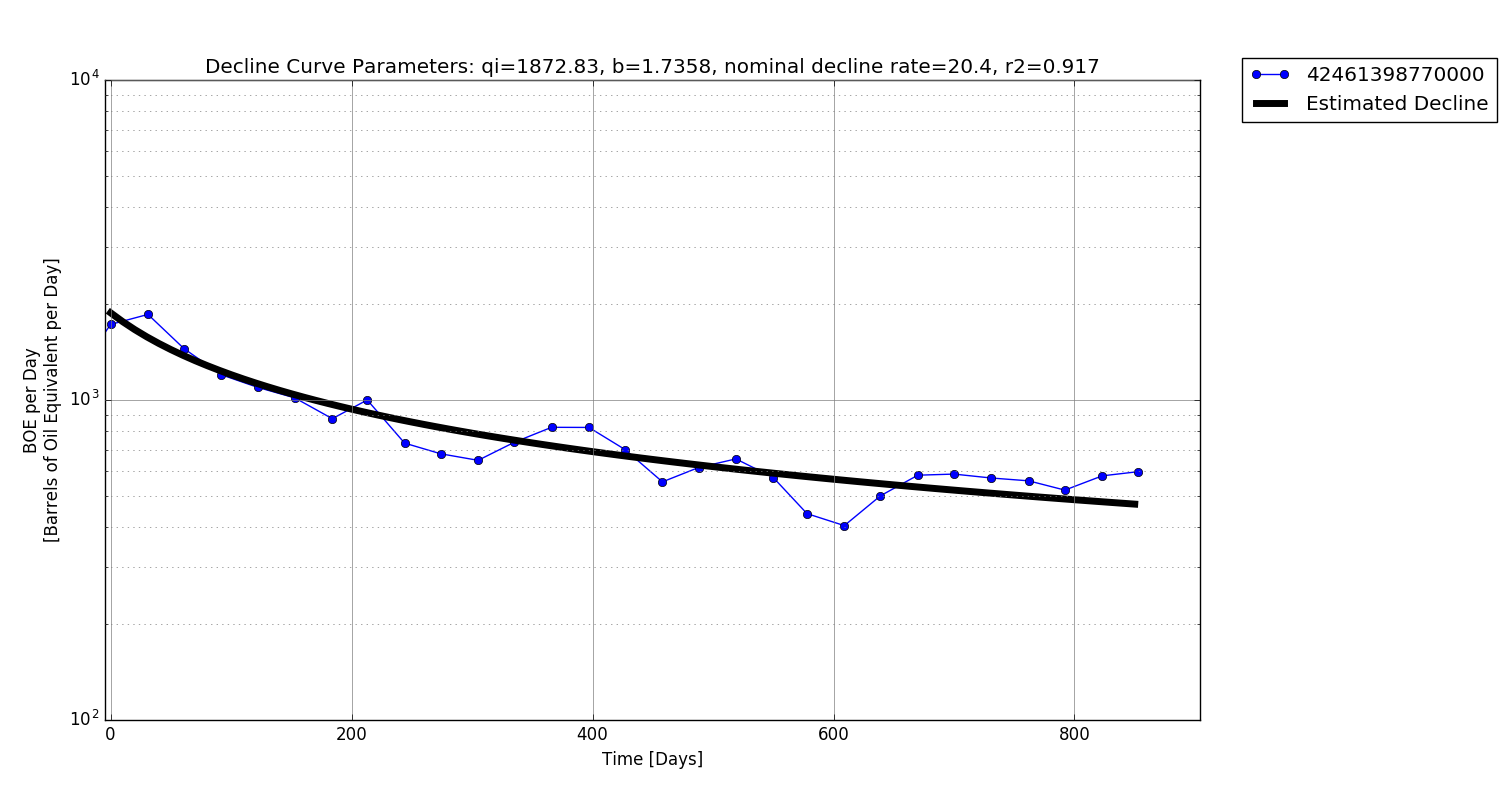 Decline Curve Parameters: qi=1872.83, b=1.7358, nominal decline rate=20.4, r2=0.917
42461398770000
Estimated Decline
BOE per Day
[Barrels of Oil Equivalent per Day]
10^4
10^3
10^2
0 200 400 600 800
Time [Days]